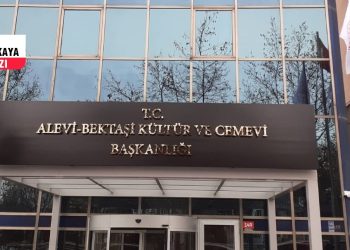 KAYA
ZI
T.C.
ALEVİ-BEKTAŞİ KÜLTÜR VE CEMEVİ
BAŞKANLIĞI